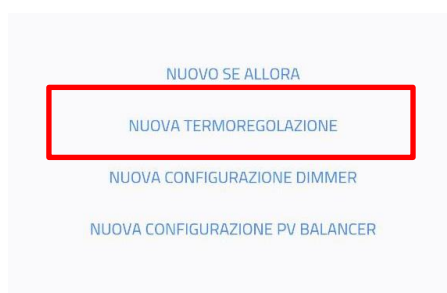 NUOVO SE ALLORA
NUOVA TERMOREGOLAZIONE
NUOVA CONFIGURAZIONE DIMMER
NUOVA CONFIGURAZIONE PV BALANCER